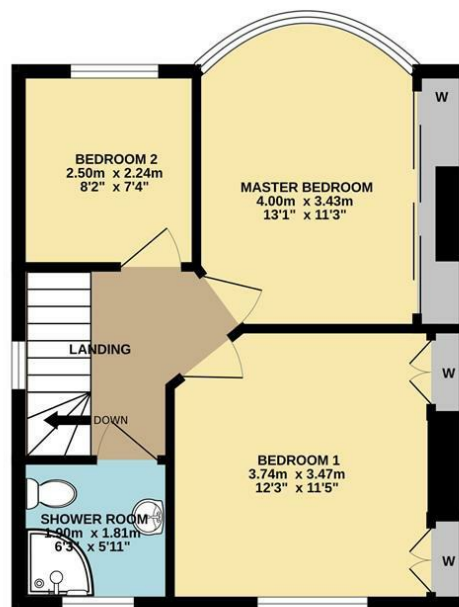 W
BEDROOM 2
2.50m x 2.24m
8'2" x 7'4"
MASTER BEDROOM
4.00m x 3.43m
13'1" x 11'3"
LANDING
W
DOWN
BEDROOM 1
3.74m x 3.47m
12'3" x 11'5"
SHOWER ROOM
1.90m x 1.81m
6'3" x 5'11"
W